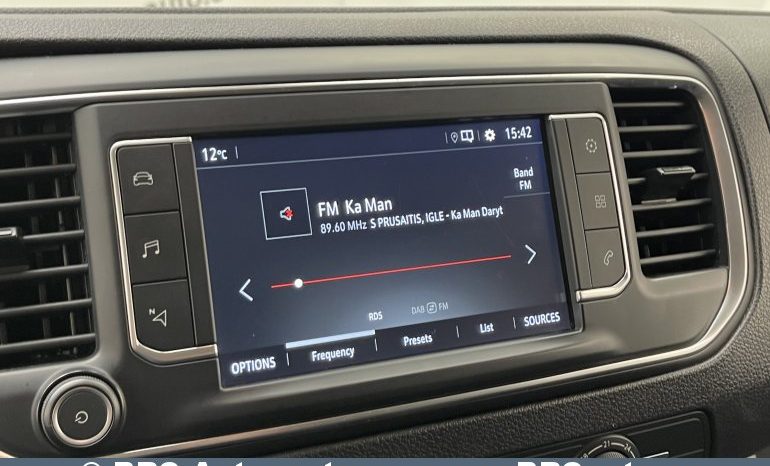 12°C
15:42
Band
FM
FM Ka Man
89.60 MHz S PRUSAITIS, IGLE - Ka Man Daryt
RDS
DAB FM
OPTIONS
Frequency
Presets
List
SOURCES
N
21